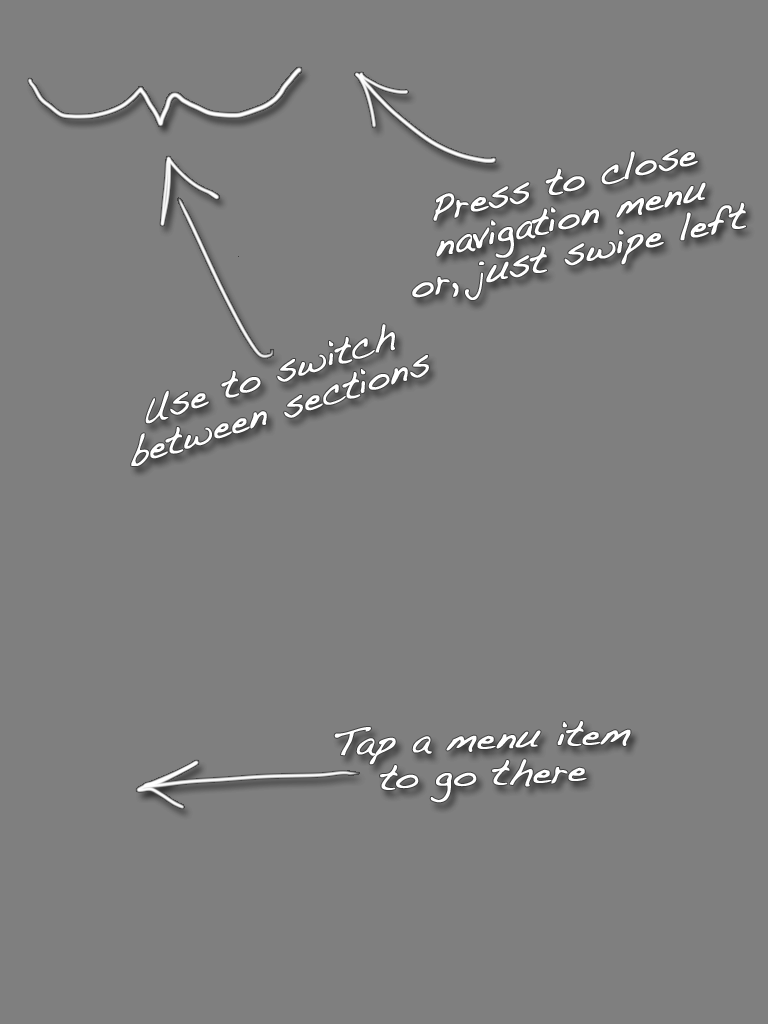 Press to close
navigation menu
or, just swipe left
Use to switch
between sections
Tap a menu item
to go there